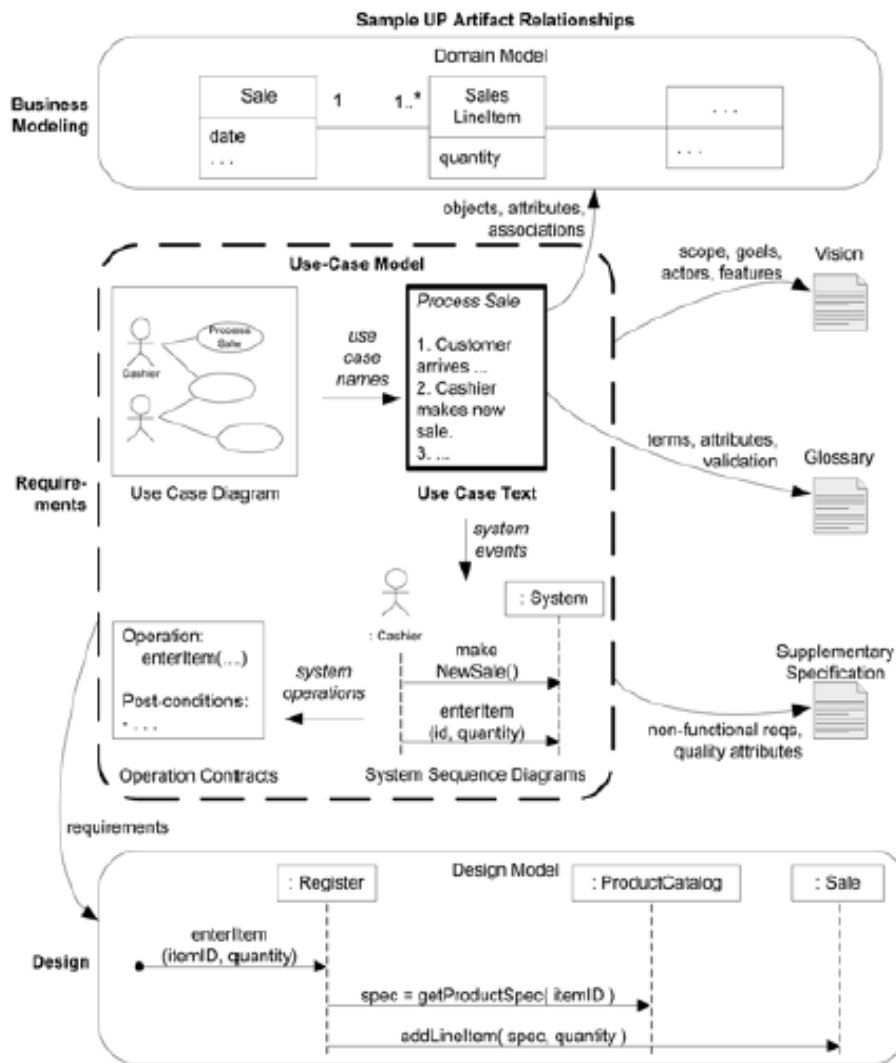 Sample UP Artifact Relationships
Domain Model
Business
Modeling
Sale
1
1..*
Sales
LineItem
. . .
date
. . .
quantity
. . .
objects, attributes,
associations
scope, goals,
actors, features
Vision
Use-Case Model
Process
Sale
Cashier
use
case
names
Process Sale
1. Customer
arrives ...
2. Cashier
makes new
sale.
3. ...
terms, attributes,
validation
Glossary
Require-
ments
Use Case Diagram
Use Case Text
system
events
: System
: Cashier
Operation:
enterItem(...)
Post-conditions:
- ...
system
operations
make
NewSale()
enterItem
(id, quantity)
Supplementary
Specification
non-functional reqs,
quality attributes
Operation Contracts
System Sequence Diagrams
requirements
Design Model
: Register
: ProductCatalog
: Sale
Design
enterItem
(itemID, quantity)
spec = getProductSpec( itemID )
addLineItem( spec, quantity )